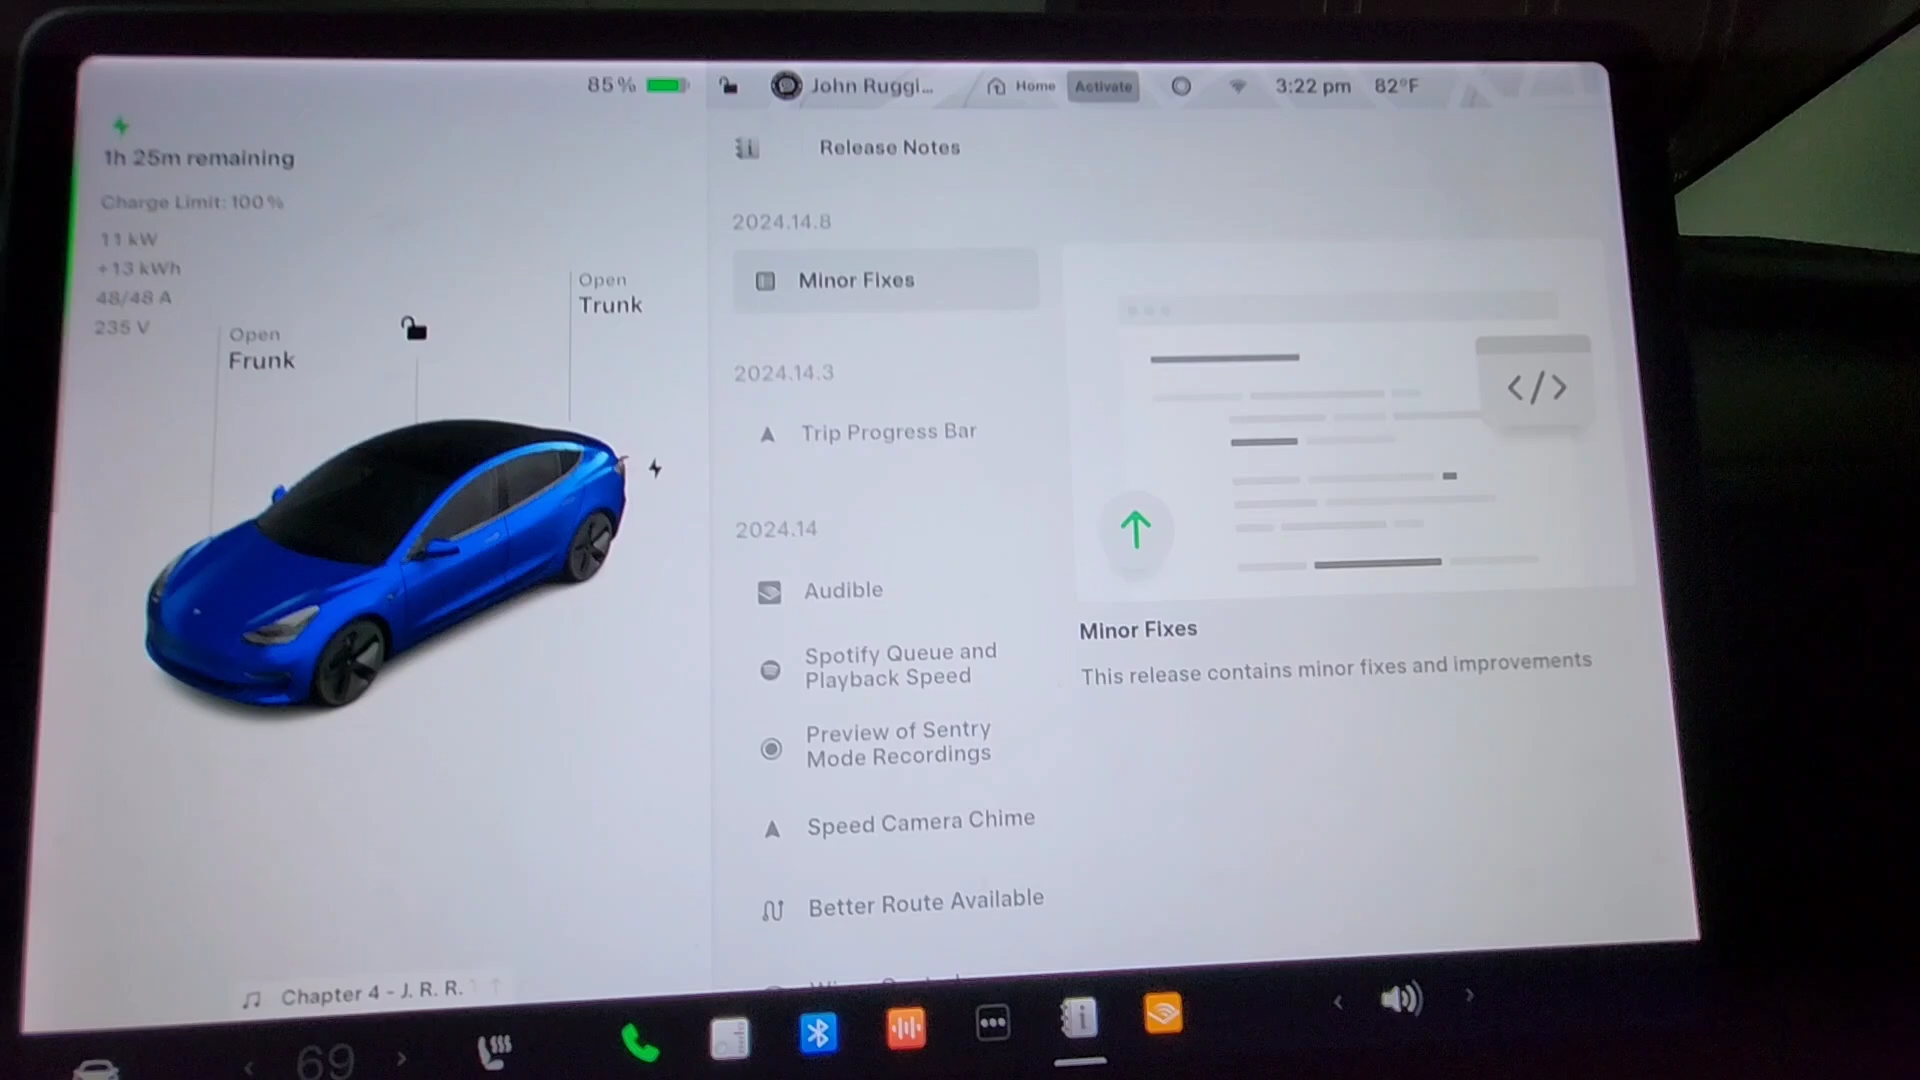 85%
John Ruggi...
Home
Activate
3:22 pm
82°F
1h 25m remaining
Charge Limit: 100%
11 kW
+13 kWh
48/48 A
235 V
Open
Frunk
Open
Trunk
Release Notes
2024.14.8
Minor Fixes
2024.14.3
Trip Progress Bar
2024.14
Audible
Spotify Queue and
Playback Speed
Preview of Sentry
Mode Recordings
Speed Camera Chime
Better Route Available
</>
Minor Fixes
This release contains minor fixes and improvements
Chapter 4 - J. R. R.
69